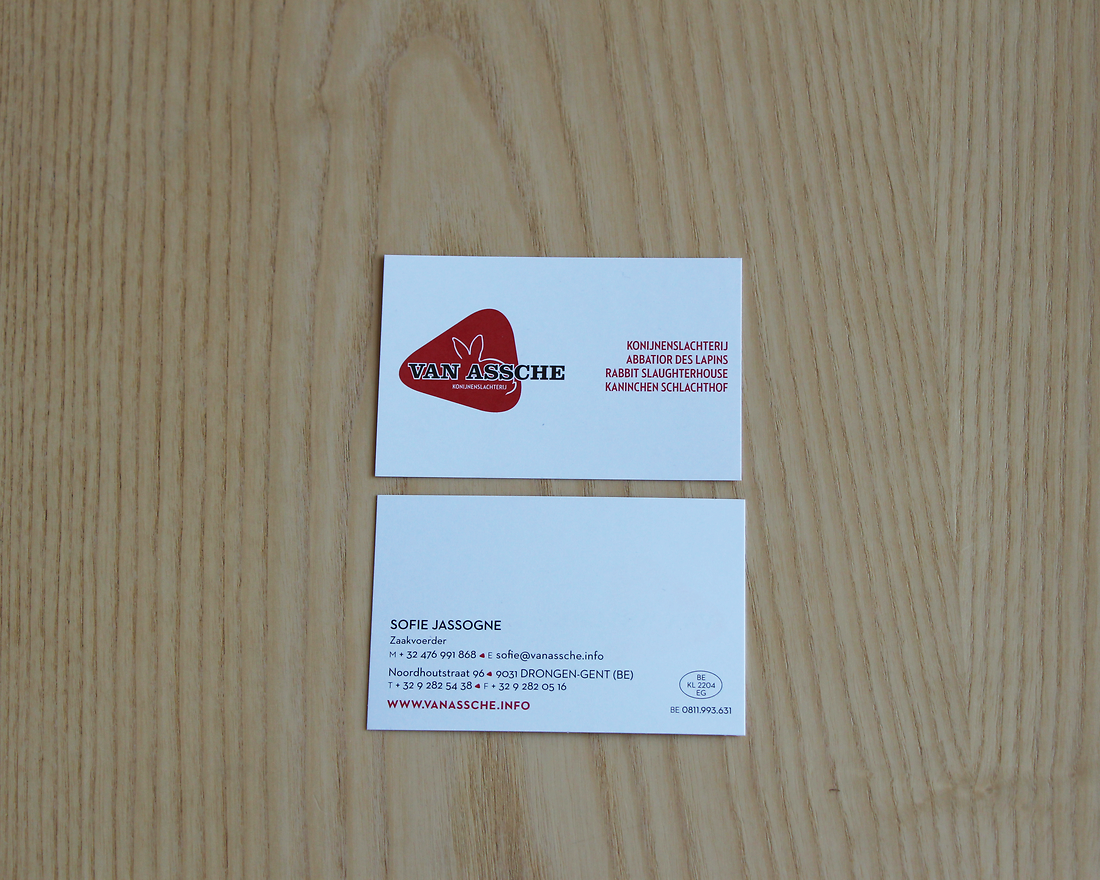 VAN ASSCHE
KONIJNENSLACHTERIJ
KONIJNENSLACHTERIJ
ABBATIOR DES LAPINS
RABBIT SLAUGHTERHOUSE
KANINCHEN SCHLACHTHOF
SOFIE JASSOGNE
Zaakvoerder
M + 32 476 991 868 E sofie@vanassche.info
Noordhoutstraat 96 9031 DRONGEN-GENT (BE)
T + 32 9 282 54 38 F + 32 9 282 05 16
WWW.VANASSCHE.INFO
BE
KL 2204
EG
BE 0811.993.631